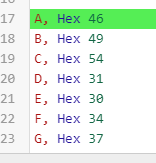 17 A, Hex 46
18 B, Hex 49
19 C, Hex 54
20 D, Hex 31
21 E, Hex 30
22 F, Hex 34
23 G, Hex 37